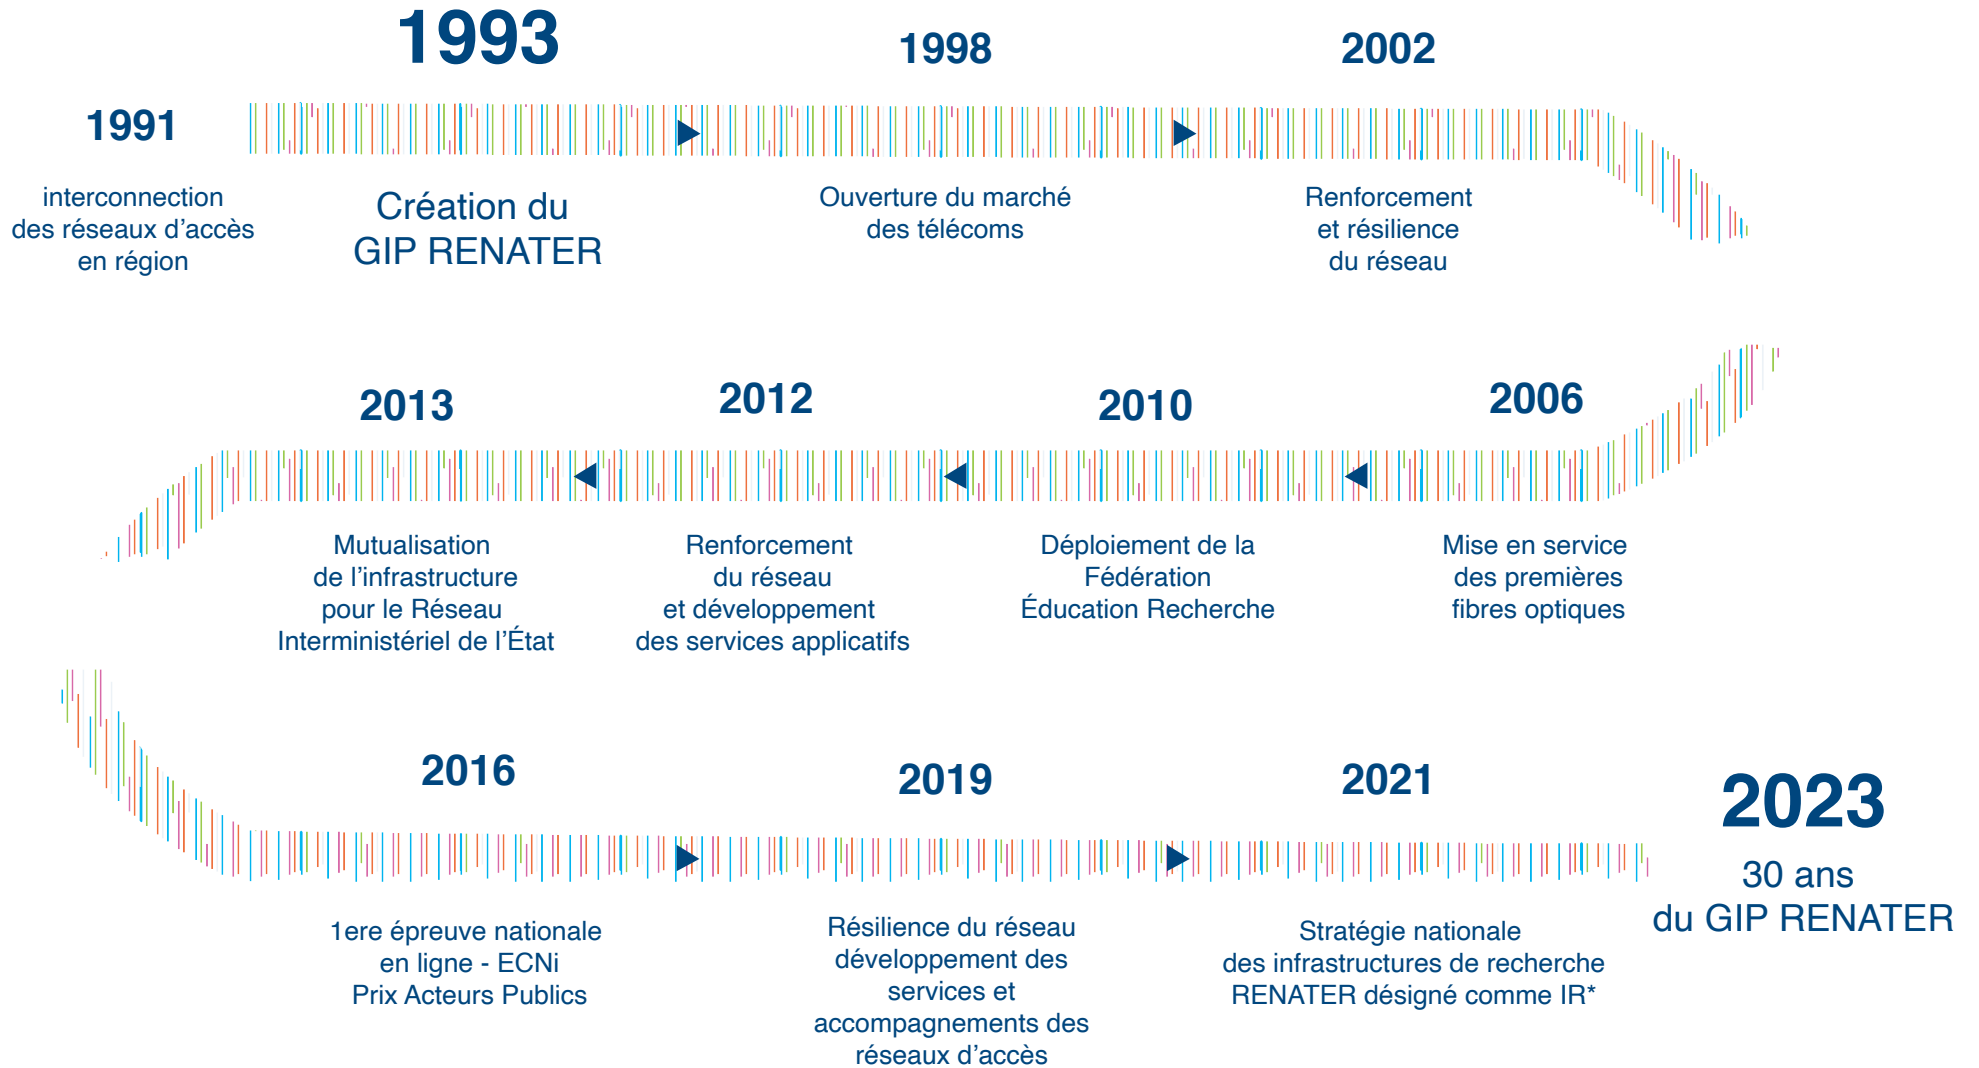 1991
interconnection
des réseaux d'accès
en région
1993
Création du
GIP RENATER
1998
Ouverture du marché
des télécoms
2002
Renforcement
et résilience
du réseau
2006
Mise en service
des premières
fibres optiques
2010
Déploiement de la
Fédération
Éducation Recherche
2012
Renforcement
du réseau
et développement
des services applicatifs
2013
Mutualisation
de l'infrastructure
pour le Réseau
Interministériel de l'État
2016
1ere épreuve nationale
en ligne - ECNi
Prix Acteurs Publics
2019
Résilience du réseau
développement des
services et
accompagnements des
réseaux d'accès
2021
Stratégie nationale
des infrastructures de recherche
RENATER désigné comme IR*
2023
30 ans
du GIP RENATER